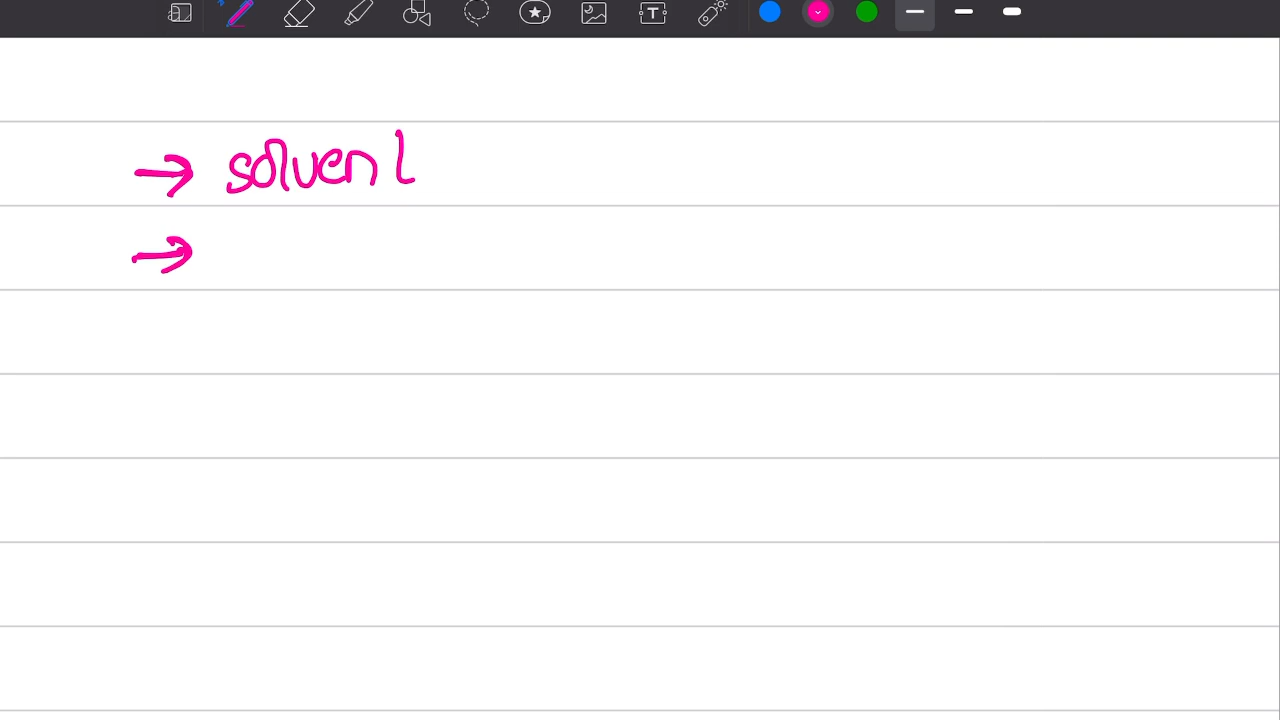 → solvent
→